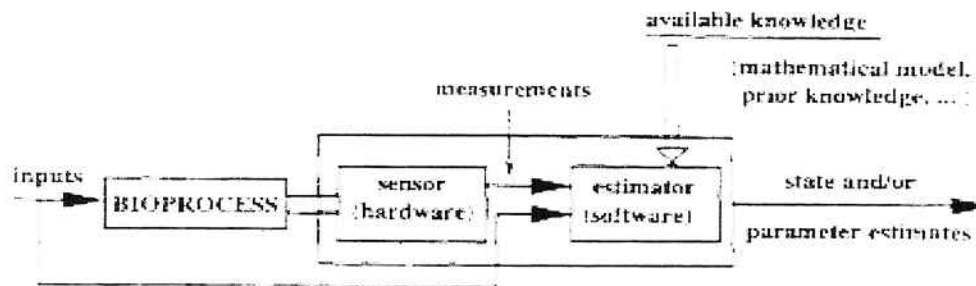 available knowledge
(mathematical model,
prior knowledge, ... )
measurements
inputs
BIOPROCESS
sensor
(hardware)
estimator
(software)
state and/or
parameter estimates